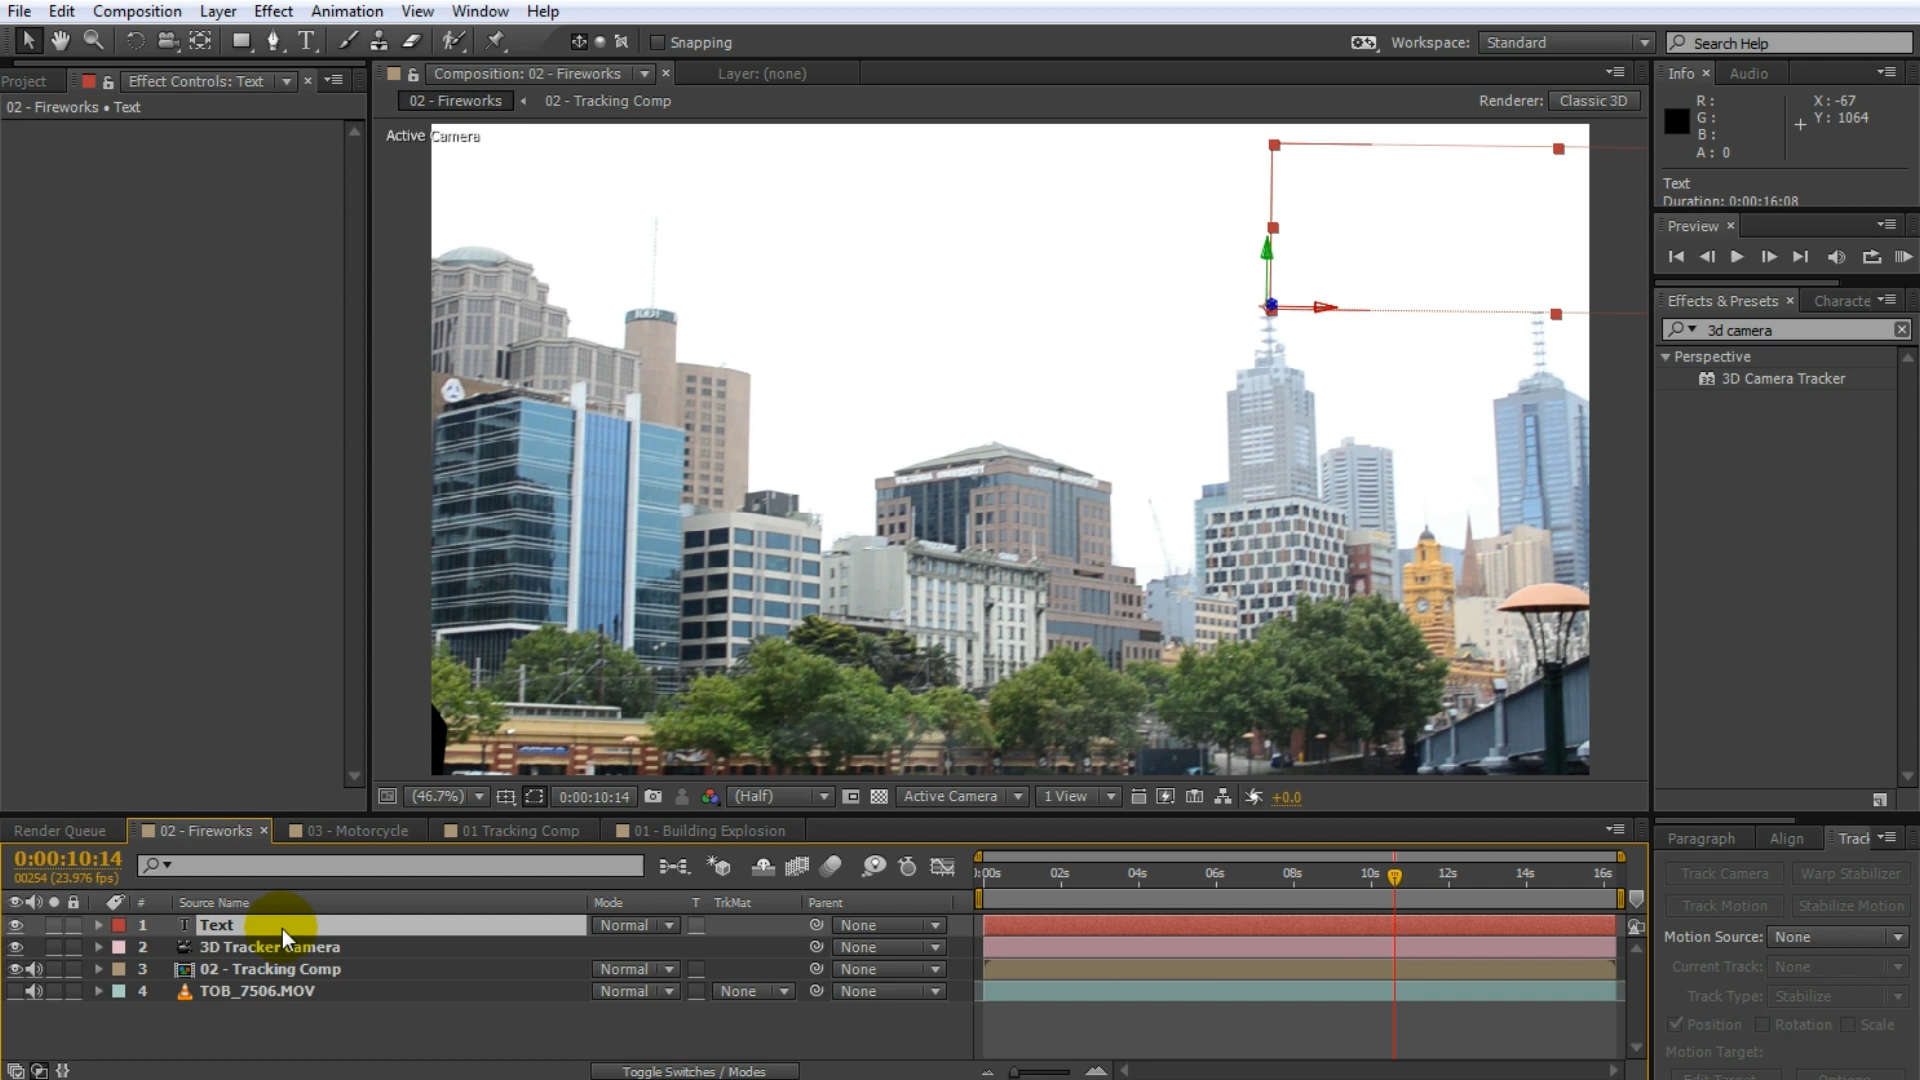 File Edit Composition Layer Effect Animation View Window Help
Snapping Workspace: Standard Search Help
Project Effect Controls: Text Composition: 02 - Fireworks Layer: (none) Info Audio
02 - Fireworks • Text 02 - Fireworks 02 - Tracking Comp Renderer: Classic 3D
Active Camera
R: X: -67
G: Y: 1064
B:
A: 0
Text
Duration: 0:00:16:08
Preview
Effects & Presets Characte
3d camera
Perspective
32 3D Camera Tracker
(46.7%) 0:00:10:14 (Half) Active Camera 1 View +0.0
Render Queue 02 - Fireworks 03 - Motorcycle 01 Tracking Comp 01 - Building Explosion Paragraph Align Track
0:00:10:14
00254 (23.976 fps)
:00s 02s 04s 06s 08s 10s 12s 14s 16s
Track Camera Warp Stabilizer
# Source Name Mode T TrkMat Parent
Track Motion Stabilize Motion
1 T Text Normal None
Motion Source: None
2 3D Tracker Camera None
3 02 - Tracking Comp Normal None
Current Track: None
4 TOB_7506.MOV Normal None None
Track Type: Stabilize
Position Rotation Scale
Motion Target:
Edit Target... Options...
Toggle Switches / Modes